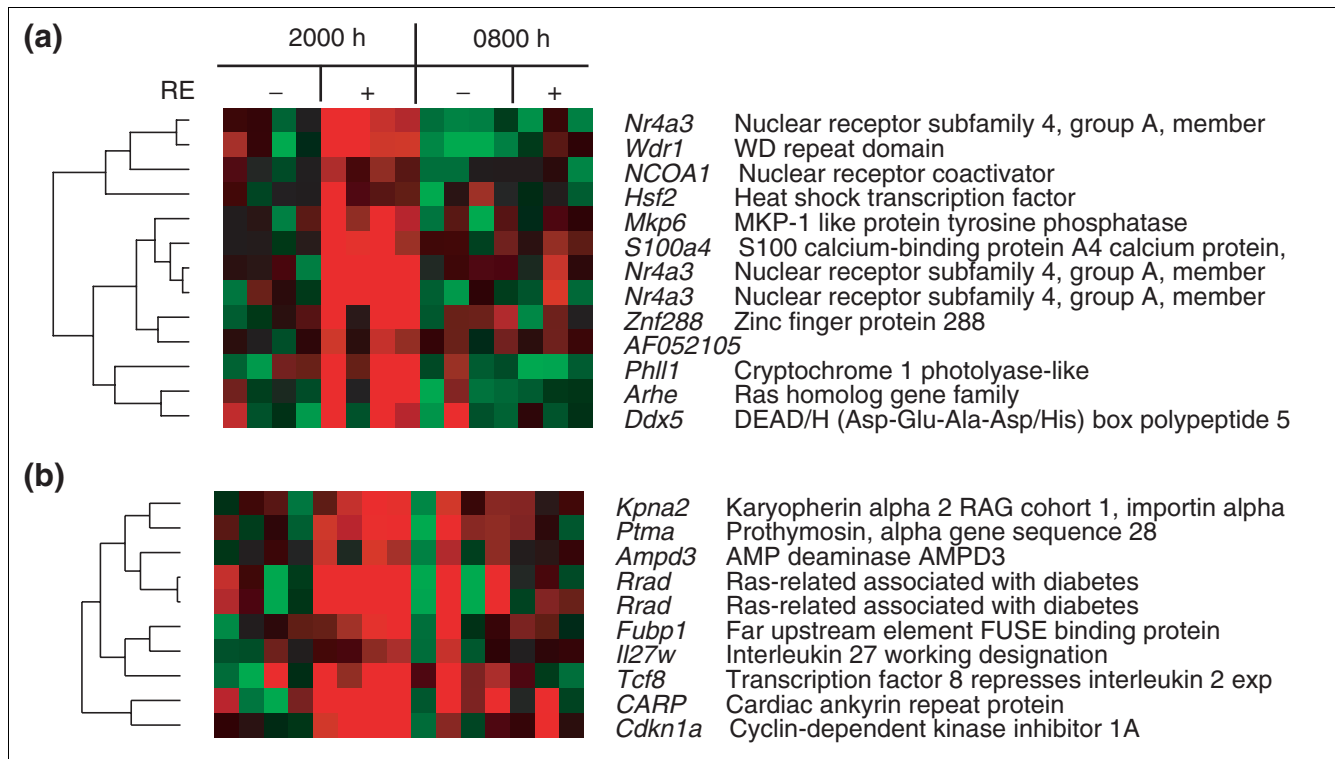 (a)
2000 h 0800 h
RE – + – +
Nr4a3 Nuclear receptor subfamily 4, group A, member
Wdr1 WD repeat domain
NCOA1 Nuclear receptor coactivator
Hsf2 Heat shock transcription factor
Mkp6 MKP-1 like protein tyrosine phosphatase
S100a4 S100 calcium-binding protein A4 calcium protein,
Nr4a3 Nuclear receptor subfamily 4, group A, member
Nr4a3 Nuclear receptor subfamily 4, group A, member
Znf288 Zinc finger protein 288
AF052105
Phll1 Cryptochrome 1 photolyase-like
Arhe Ras homolog gene family
Ddx5 DEAD/H (Asp-Glu-Ala-Asp/His) box polypeptide 5
(b)
Kpna2 Karyopherin alpha 2 RAG cohort 1, importin alpha
Ptma Prothymosin, alpha gene sequence 28
Ampd3 AMP deaminase AMPD3
Rrad Ras-related associated with diabetes
Rrad Ras-related associated with diabetes
Fubp1 Far upstream element FUSE binding protein
Il27w Interleukin 27 working designation
Tcf8 Transcription factor 8 represses interleukin 2 exp
CARP Cardiac ankyrin repeat protein
Cdkn1a Cyclin-dependent kinase inhibitor 1A